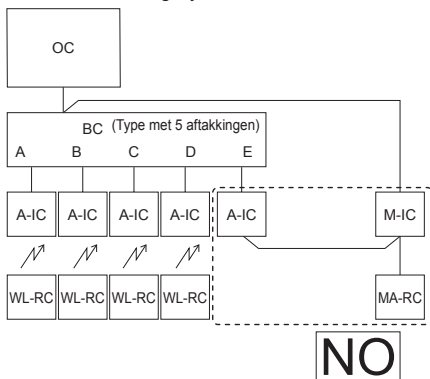 OC
BC (Type met 5 aftakkingen)
A B C D E
A-IC A-IC A-IC A-IC A-IC M-IC
WL-RC WL-RC WL-RC WL-RC MA-RC
NO